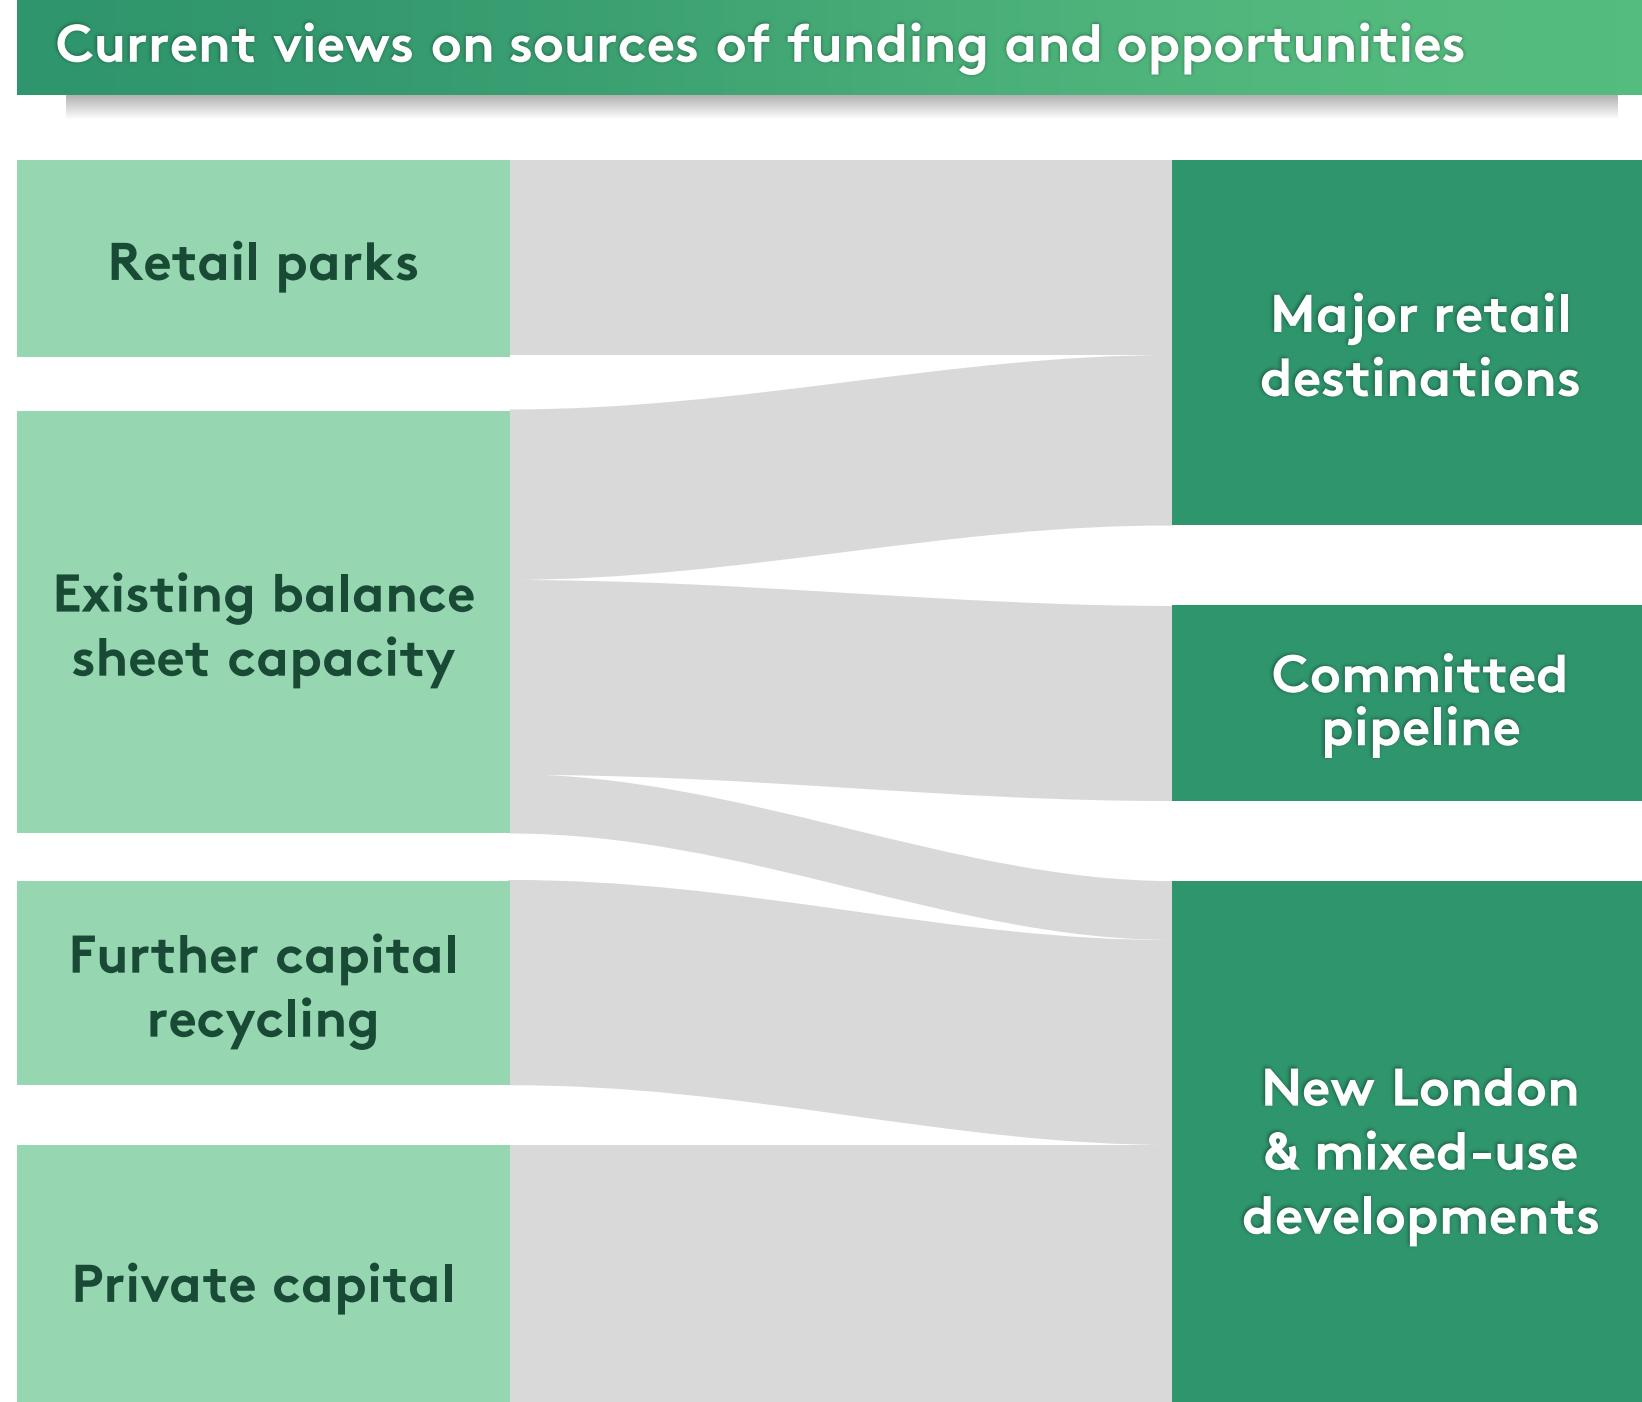 Current views on sources of funding and opportunities
Retail parks
Existing balance
sheet capacity
Further capital
recycling
Private capital
Major retail
destinations
Committed
pipeline
New London
& mixed-use
developments